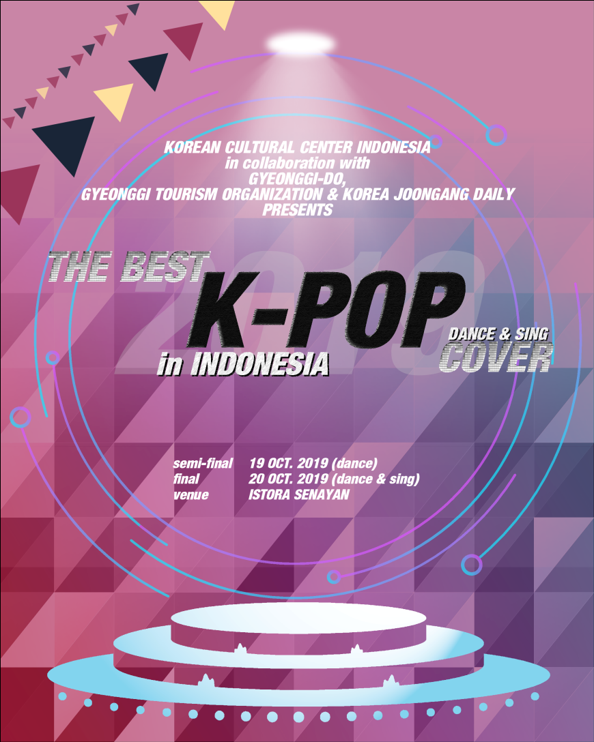 KOREAN CULTURAL CENTER INDONESIA
in collaboration with
GYEONGGI-DO,
GYEONGGI TOURISM ORGANIZATION & KOREA JOONGANG DAILY
PRESENTS
2019
THE BEST
K-POP
DANCE & SING
in INDONESIA
COVER
semi-final 19 OCT. 2019 (dance)
final 20 OCT. 2019 (dance & sing)
venue ISTORA SENAYAN